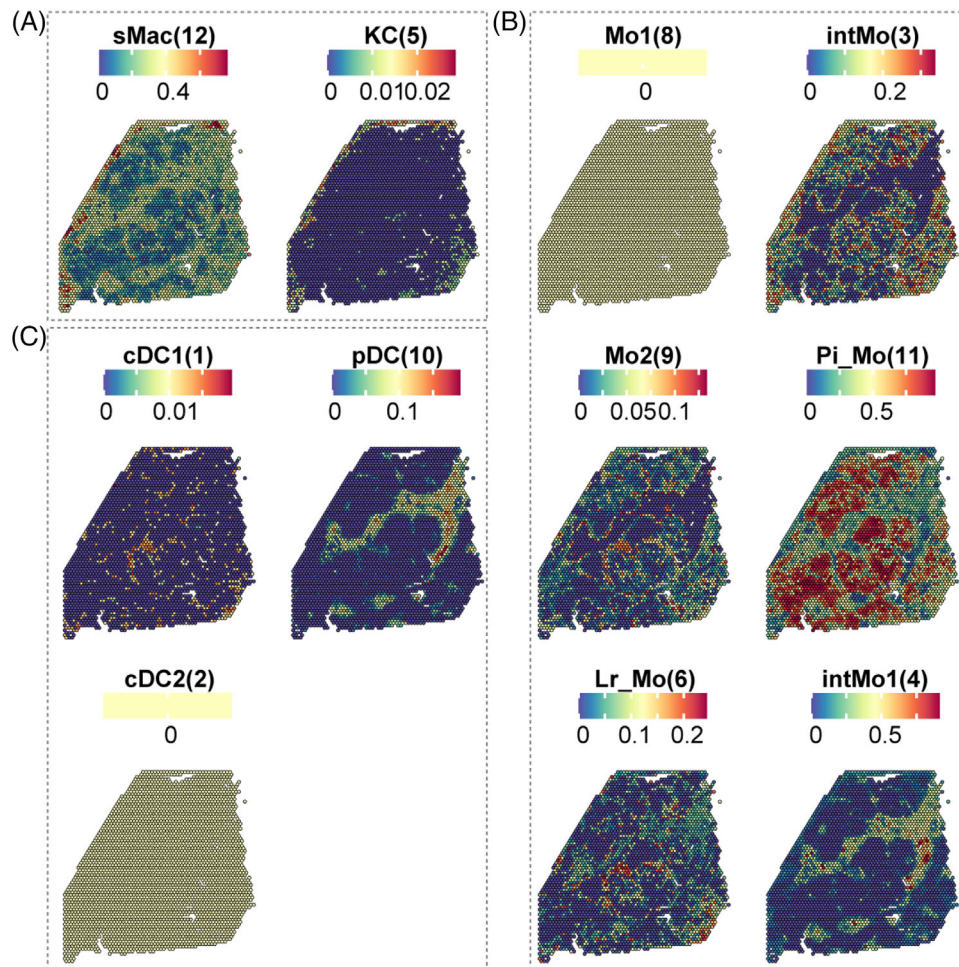 (A)
sMac(12)
KC(5)
0 0.4
0 0.010.02
(B)
Mo1(8)
intMo(3)
0
0 0.2
(C)
cDC1(1)
pDC(10)
0 0.01
0 0.1
Mo2(9)
Pi_Mo(11)
0 0.050.1
0 0.5
cDC2(2)
0
Lr_Mo(6)
intMo1(4)
0 0.1 0.2
0 0.5